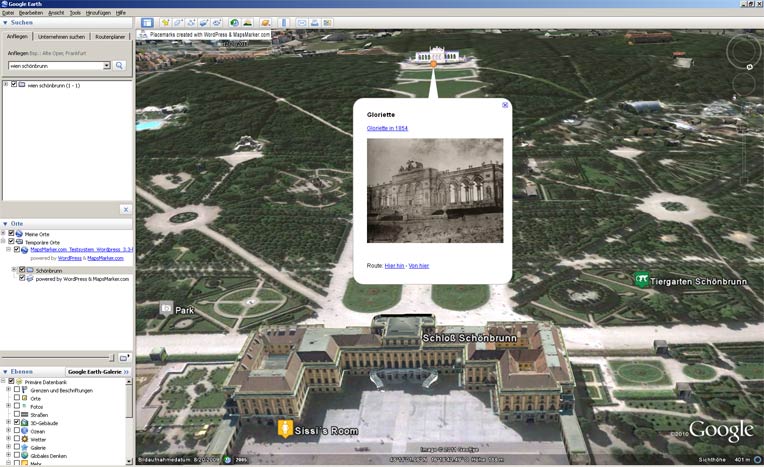 Google Earth
Datei Bearbeiten Ansicht Tools Hinzufügen Hilfe
Suchen
Placemarks created with WordPress & MapsMarker.com
Anfliegen Unternehmen suchen Routenplaner
Anfliegen Bsp.: Alte Oper, Frankfurt
wien schönbrunn
wien schönbrunn (1 - 1)
Gloriette
Gloriette in 1854
Route: Hier hin - Von hier
Orte
Meine Orte
Temporäre Orte
MapsMarker.com Testsystem Wordpress 3.3-
powered by WordPress & MapsMarker.com
Schönbrunn
powered by WordPress & MapsMarker.com
Tiergarten Schönbrunn
Park
Schloß Schönbrunn
Sissi´s Room
Ebenen Google Earth-Galerie >>
Primäre Datenbank
Grenzen und Beschriftungen
Orte
Fotos
Straßen
3D-Gebäude
Ozean
Wetter
Galerie
Globales Denken
Mehr
Image © 2011 GeoEye
©2010 Google
Bildaufnahmedatum: 8/20/2009 2005
Sichthöhe 401 m